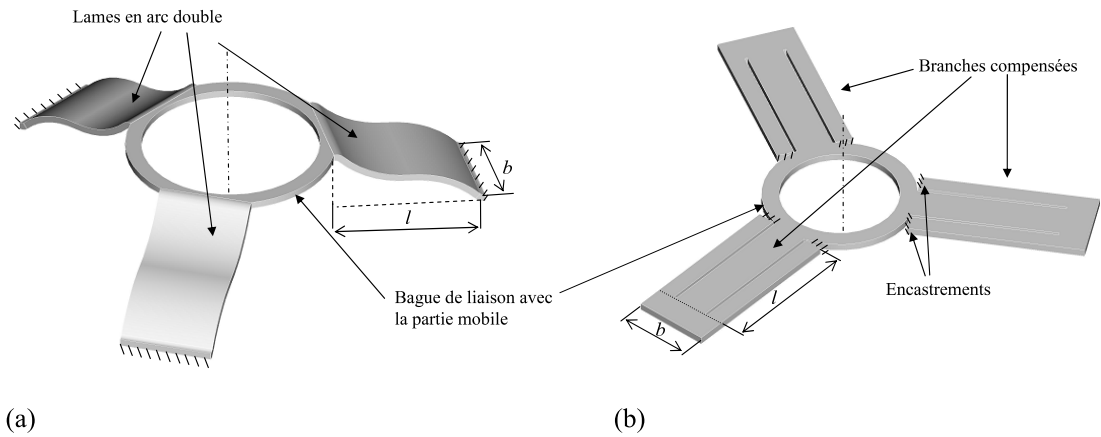 Lames en arc double
b
l
Bague de liaison avec
la partie mobile
Branches compensées
Encastrements
l
b
(a)
(b)